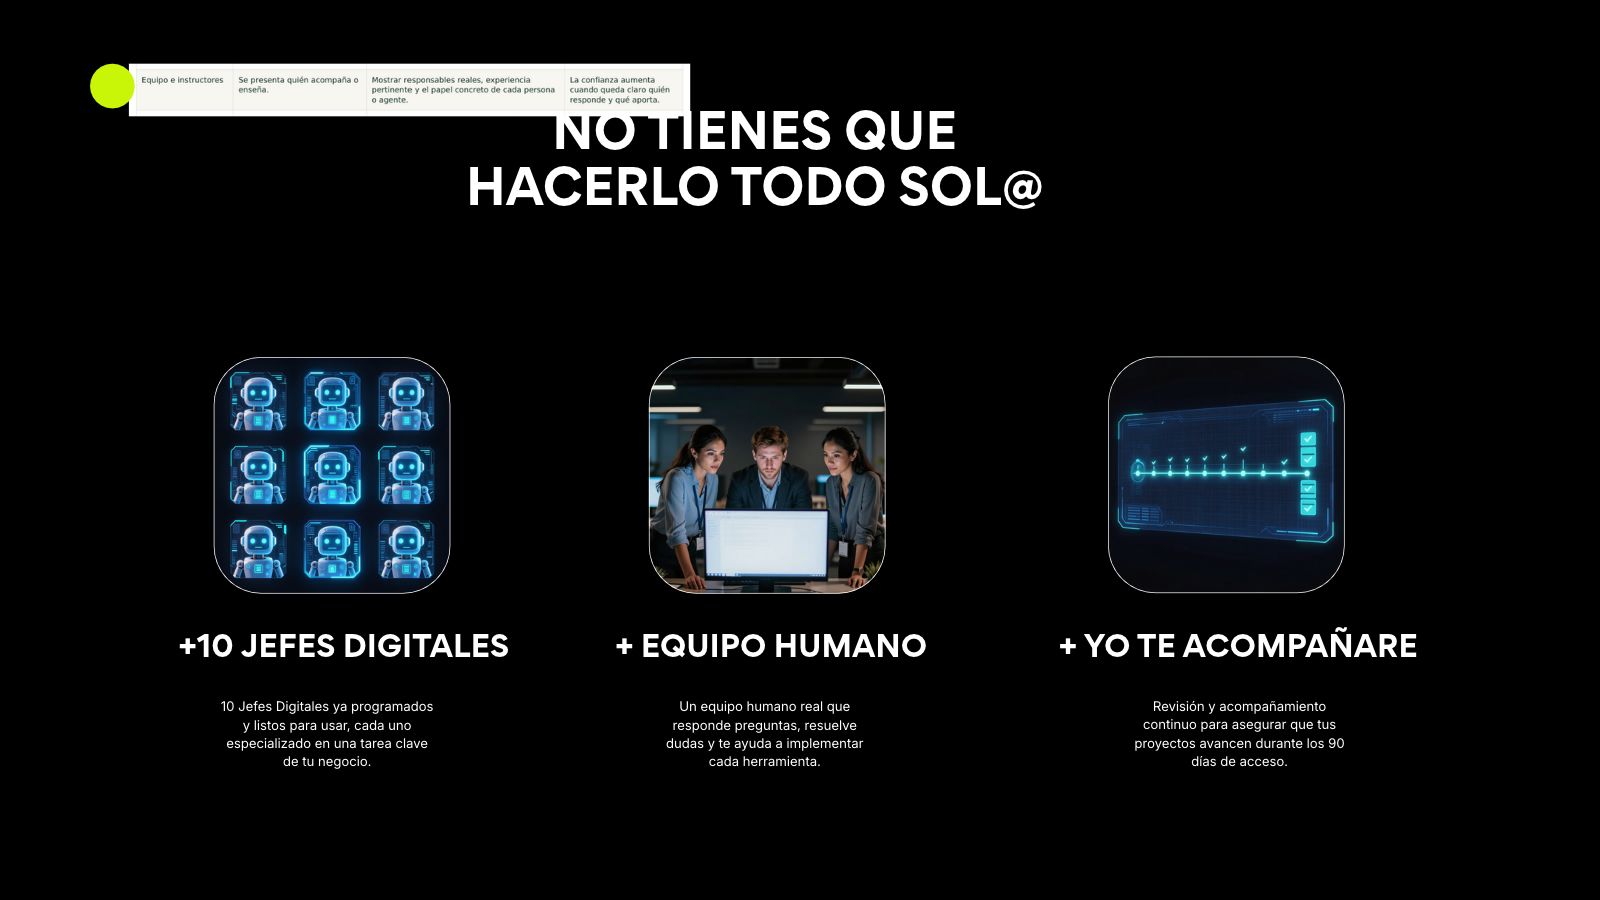 Equipo e instructores
Se presenta quién acompaña o
enseña.
Mostrar responsables reales, experiencia
pertinente y el papel concreto de cada persona
o agente.
La confianza aumenta
cuando queda claro quién
responde y qué aporta.
NO TIENES QUE
HACERLO TODO SOL@
+10 JEFES DIGITALES
10 Jefes Digitales ya programados
y listos para usar, cada uno
especializado en una tarea clave
de tu negocio.
+ EQUIPO HUMANO
Un equipo humano real que
responde preguntas, resuelve
dudas y te ayuda a implementar
cada herramienta.
+ YO TE ACOMPAÑARE
Revisión y acompañamiento
continuo para asegurar que tus
proyectos avancen durante los 90
días de acceso.